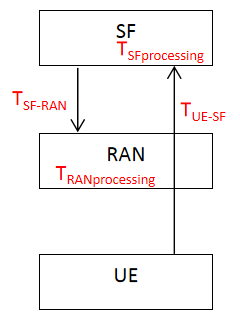 SF
TSFprocessing
TSF-RAN
TUE-SF
RAN
TRANprocessing
UE